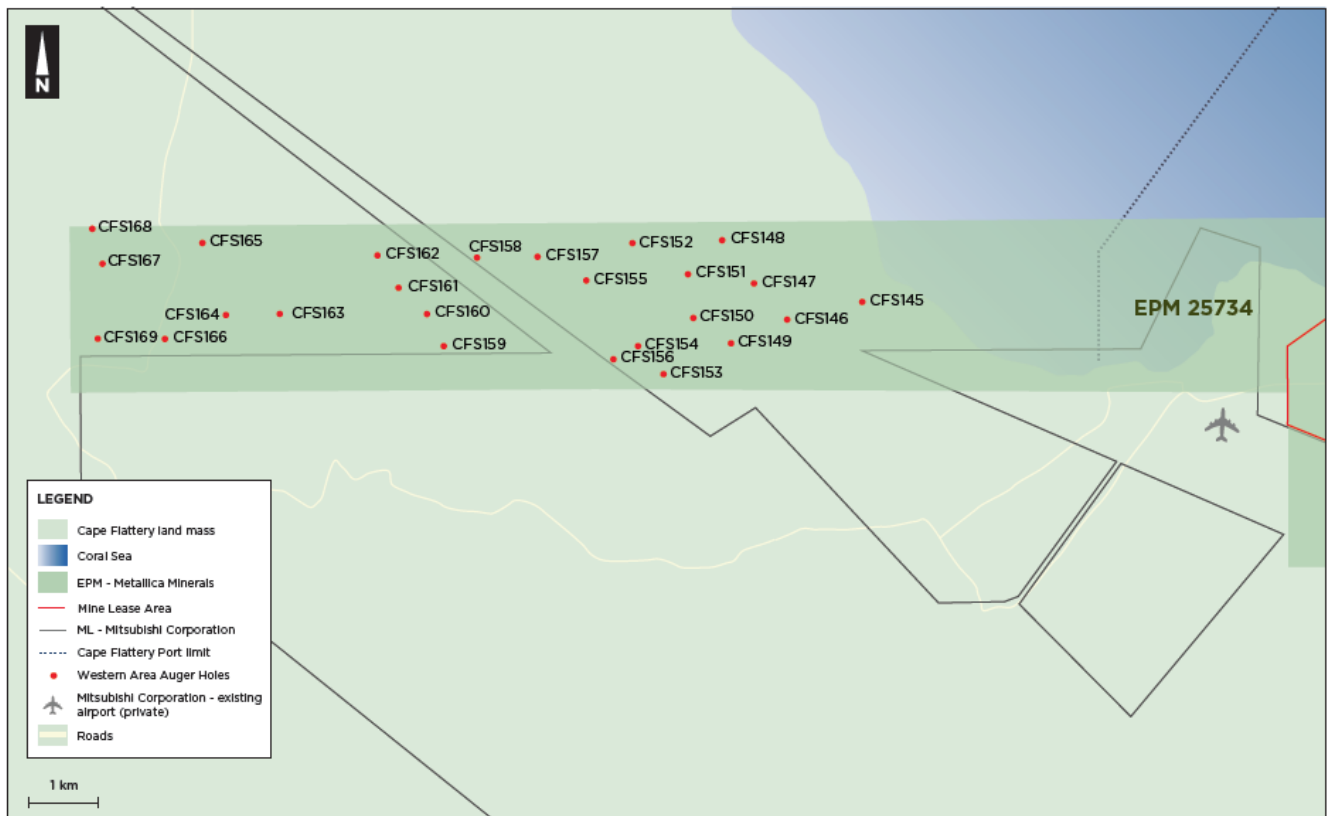 N
CFS168
CFS165
CFS148
CFS152
CFS158
CFS162
CFS157
CFS167
CFS151
CFS155
CFS147
CFS161
CFS145
EPM 25734
CFS164
CFS163
CFS160
CFS150
CFS146
CFS169
CFS166
CFS159
CFS154
CFS149
CFS156
CFS153
LEGEND
Cape Flattery land mass
Coral Sea
EPM - Metallica Minerals
Mine Lease Area
ML - Mitsubishi Corporation
Cape Flattery Port limit
Western Area Auger Holes
Mitsubishi Corporation - existing
airport (private)
Roads
1 km